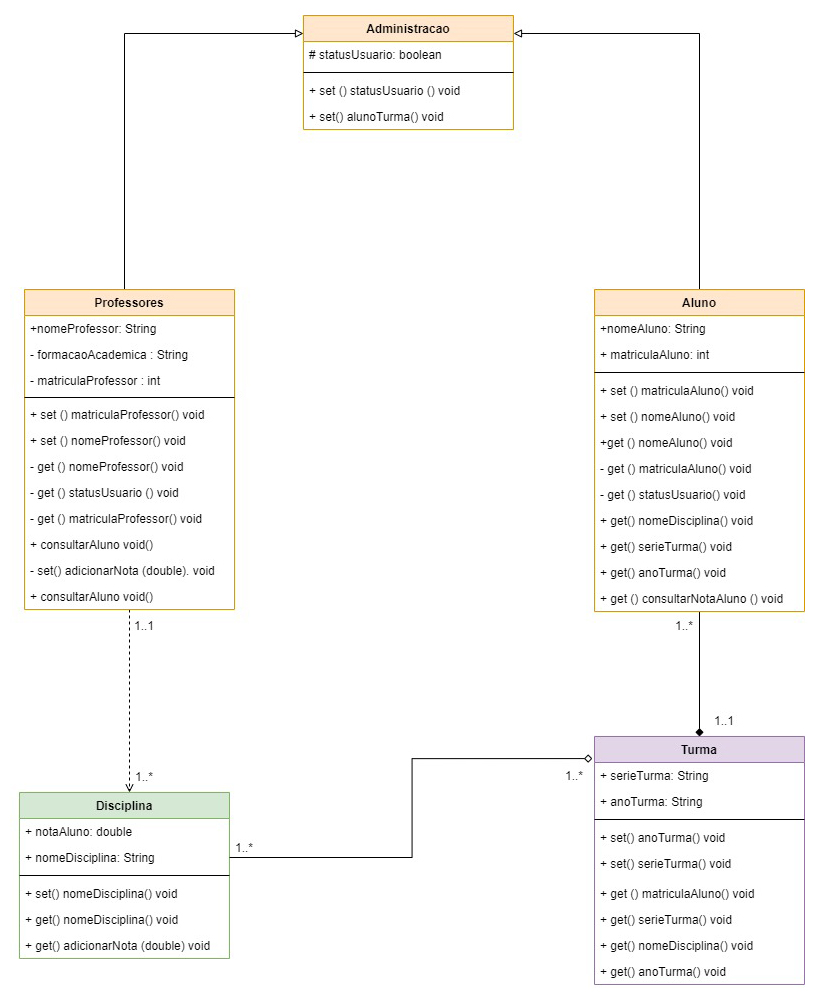 Administracao
# statusUsuario: boolean
+ set () statusUsuario () void
+ set() alunoTurma() void
Professores
+nomeProfessor: String
- formacaoAcademica : String
- matriculaProfessor : int
+ set () matriculaProfessor() void
+ set () nomeProfessor() void
- get () nomeProfessor() void
- get () statusUsuario () void
- get () matriculaProfessor() void
+ consultarAluno void()
- set() adicionarNota (double). void
+ consultarAluno void()
Aluno
+nomeAluno: String
+ matriculaAluno: int
+ set () matriculaAluno() void
+ set () nomeAluno() void
+get () nomeAluno() void
- get () matriculaAluno() void
- get () statusUsuario() void
+ get() nomeDisciplina() void
+ get() serieTurma() void
+ get() anoTurma() void
+ get () consultarNotaAluno () void
1..1
1..*
1..*
1..1
Disciplina
+ notaAluno: double
+ nomeDisciplina: String
+ set() nomeDisciplina() void
+ get() nomeDisciplina() void
+ get() adicionarNota (double) void
1..*
1..*
Turma
+ serieTurma: String
+ anoTurma: String
+ set() anoTurma() void
+ set() serieTurma() void
+ get () matriculaAluno() void
+ get() serieTurma() void
+ get() nomeDisciplina() void
+ get() anoTurma() void